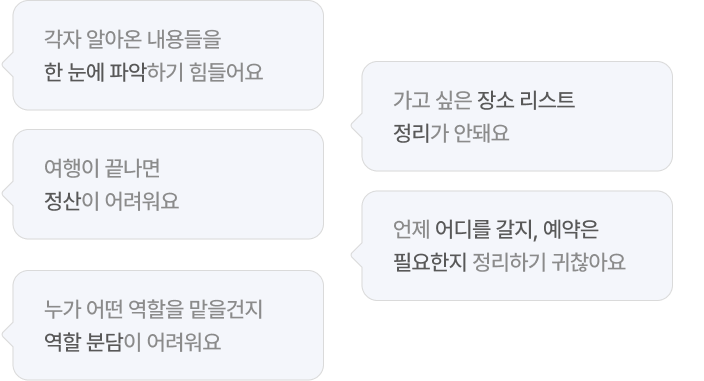 각자 알아온 내용들을
한 눈에 파악하기 힘들어요
여행이 끝나면
정산이 어려워요
누가 어떤 역할을 맡을건지
역할 분담이 어려워요
가고 싶은 장소 리스트
정리가 안돼요
언제 어디를 갈지, 예약은
필요한지 정리하기 귀찮아요